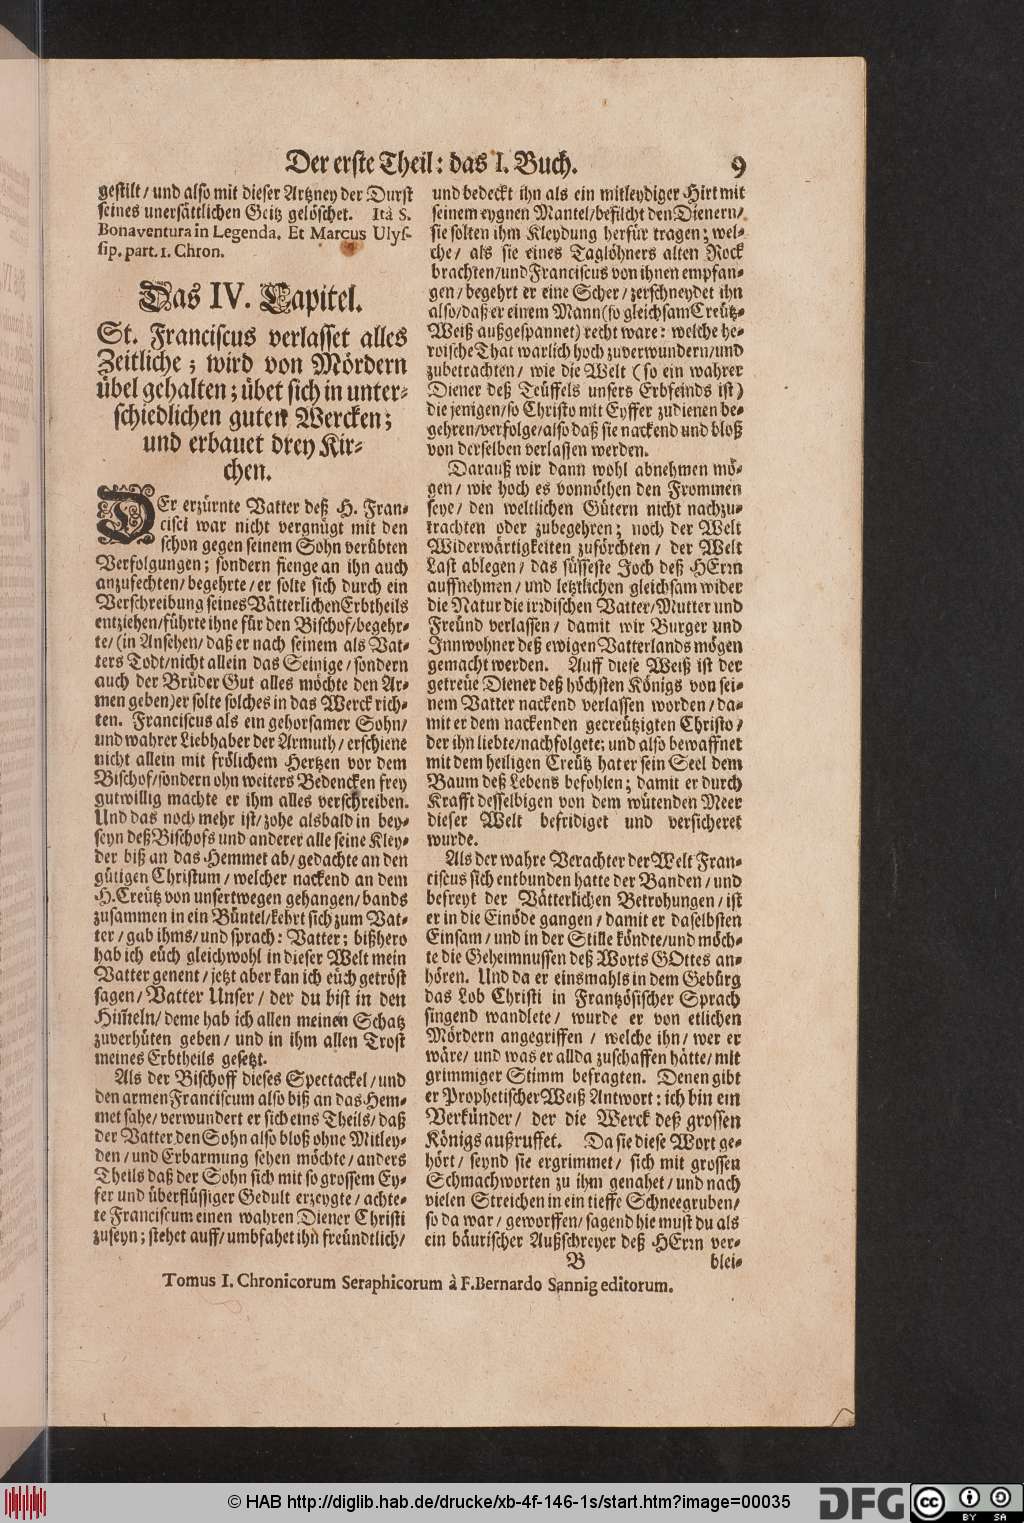 Der erste Theil: das I. Buch. 9
gestilt / und also mit dieser Artzney der Durst
seines unersättlichen Geitz gelöschet. Ità S.
Bonaventura in Legenda. Et Marcus Ulys-
sip. part. 1. Chron.
Das IV. Capitel.
St. Franciscus verlasset alles
Zeitliche; wird von Mördern
übel gehalten; übet sich in unter-
schiedlichen guten Wercken;
und erbauet drey Kir-
chen.
DEr erzürnte Vatter deß H. Fran-
cisci war nicht vergnügt mit den
schon gegen seinem Sohn verübten
Verfolgungen; sondern fienge an ihn auch
anzufechten / begehrte / er solte sich durch ein
Verschreibung seines Vätterlichen Erbtheils
entziehen / führte ihne für den Bischof / begehr-
te / (in Ansehen / daß er nach seinem als Vat-
ters Todt / nicht allein das Seinige / sondern
auch der Brüder Gut alles möchte den Ar-
men geben) er solte solches in das Werck rich-
ten. Franciscus als ein gehorsamer Sohn /
und wahrer Liebhaber der Armuth / erschiene
nicht allein mit frölichem Hertzen vor dem
Bischof / sondern ohn weiters Bedencken frey
gutwillig machte er ihm alles verschreiben.
Und das noch mehr ist / zohe alsbald in bey-
seyn deß Bischofs und anderer alle seine Kley-
der biß an das Hemmet ab / gedachte an den
gütigen Christum / welcher nackend an dem
H. Creütz von unsertwegen gehangen / bands
zusammen in ein Büntel / kehrt sich zum Vat-
ter / gab ihms / und sprach: Vatter; bißhero
hab ich eüch gleichwohl in dieser Welt mein
Vatter genent / jetzt aber kan ich eüch getröst
sagen / Vatter Unser / der du bist in den
Him̃eln / deme hab ich allen meinen Schatz
zuverhüten geben / und in ihm allen Trost
meines Erbtheils gesetzt.
Als der Bischoff dieses Spectackel / und
den armen Franciscum also biß an das Hem-
met sahe / verwundert er sich eins Theils / daß
der Vatter den Sohn also bloß ohne Mitley-
den / und Erbarmung sehen möchte / anders
Theils daß der Sohn sich mit so grossem Ey-
fer und überflüssiger Gedult erzeygte / achte-
te Franciscum einen wahren Diener Christi
zuseyn; stehet auff / umbfahet ihn freündtlich /
und bedeckt ihn als ein mitleydiger Hirt mit
seinem eygnen Mantel / befilcht den Dienern /
sie solten ihm Kleydung herfür tragen; wel-
che / als sie eines Taglöhners alten Rock
brachten / und Franciscus von ihnen empfan-
gen / begehrt er eine Scher / zerschneydet ihn
also / daß er einem Mann (so gleichsam Creütz-
Weiß außgespannet) recht ware: welche he-
roische That warlich hoch zuverwundern / und
zubetrachten / wie die Welt (so ein wahrer
Diener deß Teüffels unsers Erbfeinds ist)
die jenigen / so Christo mit Eyffer zudienen be-
gehren / verfolge / also daß sie nackend und bloß
von derselben verlassen werden.
Darauß wir dann wohl abnehmen mö-
gen / wie hoch es vonnöthen den Frommen
seye / den weltlichen Gütern nicht nachzu-
trachten oder zubegehren; noch der Welt
Widerwärtigkeiten zuförchten / der Welt
Last ablegen / das süsseste Joch deß HErrn
auffnehmen / und letztlichen gleichsam wider
die Natur die irrdischen Vatter / Mutter und
Freünd verlassen / damit wir Burger und
Innwohner deß ewigen Vatterlands mögen
gemacht werden. Auff diese Weiß ist der
getreüe Diener deß höchsten Königs von sei-
nem Vatter nackend verlassen worden / da-
mit er dem nackenden gecreützigten Christo /
der ihn liebte / nachfolgete; und also bewaffnet
mit dem heiligen Creütz hat er sein Seel dem
Baum deß Lebens befohlen; damit er durch
Krafft desselbigen von dem wütenden Meer
dieser Welt befridiget und versicheret
wurde.
Als der wahre Verachter der Welt Fran-
ciscus sich entbunden hatte der Banden / und
befreyt der Vätterlichen Betrohungen / ist
er in die Einöde gangen / damit er daselbsten
Einsam / und in der Stille köndte / und möch-
te die Geheimnussen deß Worts GOttes an-
hören. Und da er einsmahls in dem Gebürg
das Lob Christi in Frantzösischer Sprach
singend wandlete / wurde er von etlichen
Mördern angegriffen / welche ihn / wer er
wäre / und was er allda zuschaffen hätte / mit
grimmiger Stimm befragten. Denen gibt
er Prophetischer Weiß Antwort: ich bin ein
Verkünder / der die Werck deß grossen
Königs außruffet. Da sie diese Wort ge-
hört / seynd sie ergrimmet / sich mit grossen
Schmachworten zu ihm genahet / und nach
vielen Streichen in ein tieffe Schneegruben /
so da war / geworffen / sagend hie must du als
ein bäurischer Außschreyer deß HErrn ver-
B blei-
Tomus I. Chronicorum Seraphicorum à F. Bernardo Sannig editorum.
© HAB http://diglib.hab.de/drucke/xb-4f-146-1s/start.htm?image=00035
DFG
cc BY SA